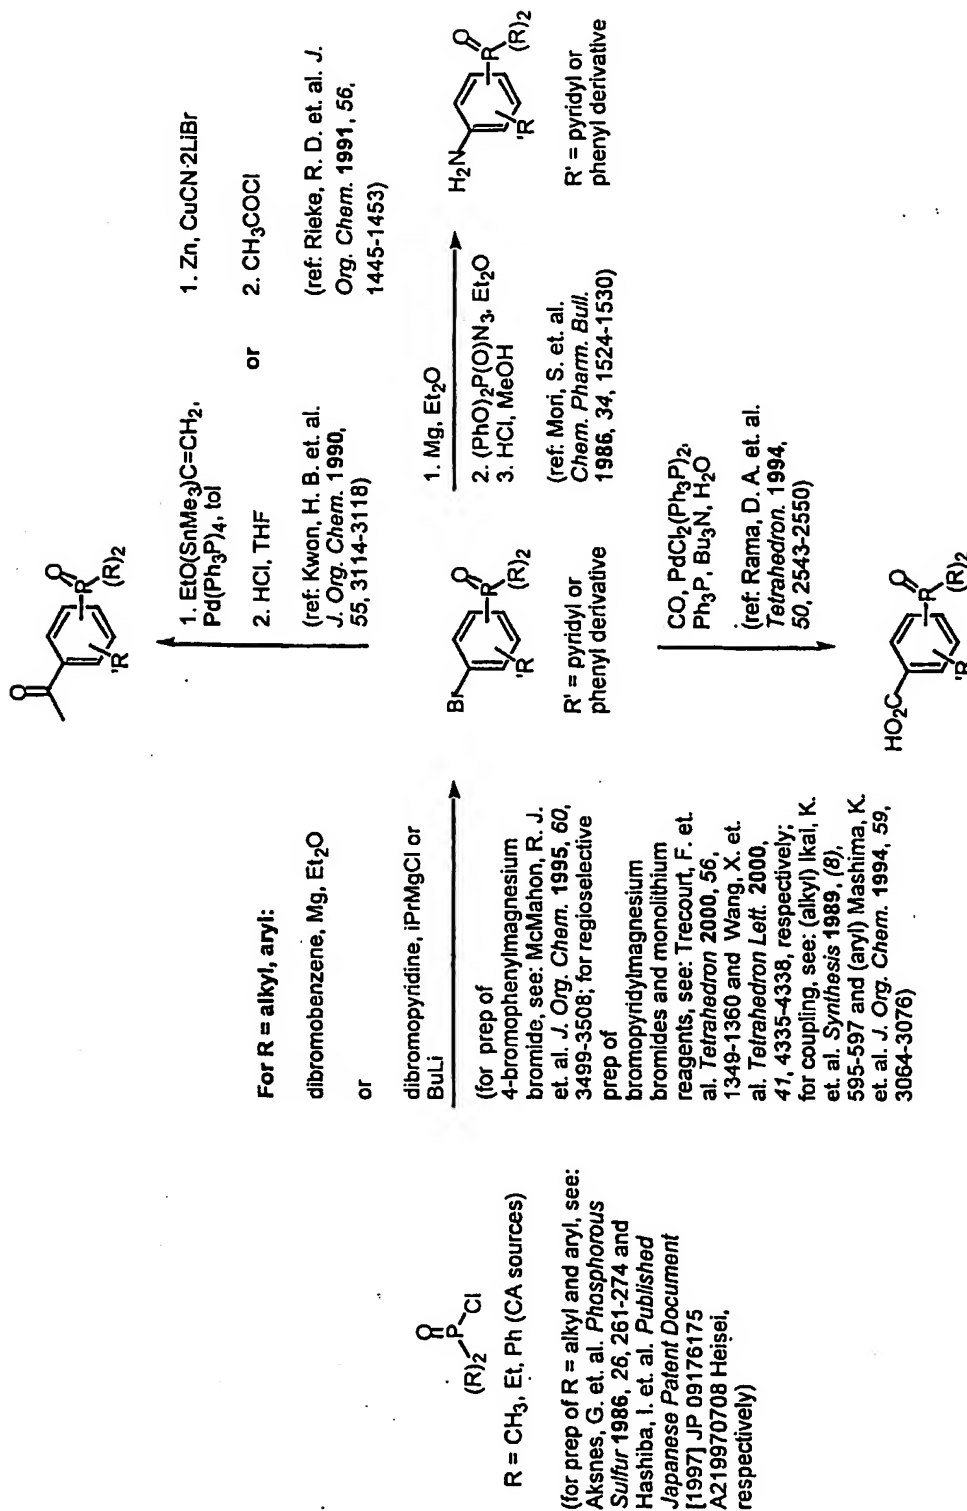 O
'R
P
O
(R)2
For R = alkyl, aryl:
dibromobenzene, Mg, Et2O
or
dibromopyridine, iPrMgCl or
BuLi
1. EtO(SnMe3)C=CH2,
Pd(Ph3P)4, tol
2. HCl, THF
(ref: Kwon, H. B. et. al.
J. Org. Chem. 1990,
55, 3114-3118)
or
1. Zn, CuCN·2LiBr
2. CH3COCl
(ref: Rieke, R. D. et. al. J.
Org. Chem. 1991, 56,
1445-1453)
O
P
Cl
(R)2
R = CH3, Et, Ph (CA sources)
(for prep of R = alkyl and aryl, see:
Aksnes, G. et. al. Phosphorous
Sulfur 1986, 26, 261-274 and
Hashiba, I. et. al. Published
Japanese Patent Document
[1997] JP 09176175
A219970708 Heisei,
respectively)
(for prep of
4-bromophenylmagnesium
bromide, see: McMahon, R. J.
et. al. J. Org. Chem. 1995, 60,
3499-3508; for regioselective
prep of
bromopyridylmagnesium
bromides and monolithium
reagents, see: Trecourt, F. et.
al. Tetrahedron 2000, 56,
1349-1360 and Wang, X. et.
al. Tetrahedron Lett. 2000,
41, 4335-4338, respectively;
for coupling, see: (alkyl) Ikai, K.
et. al. Synthesis 1989, (8),
595-597 and (aryl) Mashima, K.
et. al. J. Org. Chem. 1994, 59,
3064-3076)
Br
'R
P
O
(R)2
R' = pyridyl or
phenyl derivative
1. Mg, Et2O
2. (PhO)2P(O)N3, Et2O
3. HCl, MeOH
(ref: Mori, S. et. al.
Chem. Pharm. Bull.
1986, 34, 1524-1530)
H2N
'R
P
O
(R)2
R' = pyridyl or
phenyl derivative
CO, PdCl2(Ph3P)2,
Ph3P, Bu3N, H2O
(ref: Rama, D. A. et. al.
Tetrahedron. 1994,
50, 2543-2550)
HO2C
'R
P
O
(R)2